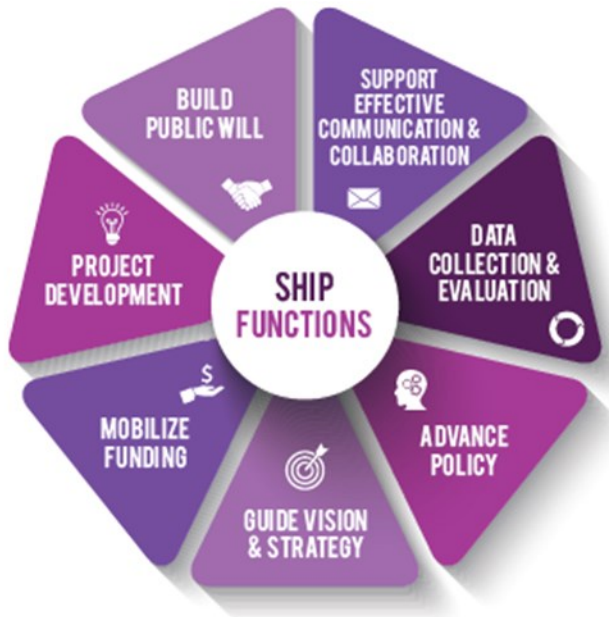 SHIP
FUNCTIONS
SUPPORT
EFFECTIVE
COMMUNICATION &
COLLABORATION
DATA
COLLECTION &
EVALUATION
ADVANCE
POLICY
GUIDE VISION
& STRATEGY
MOBILIZE
FUNDING
$
PROJECT
DEVELOPMENT
BUILD
PUBLIC WILL